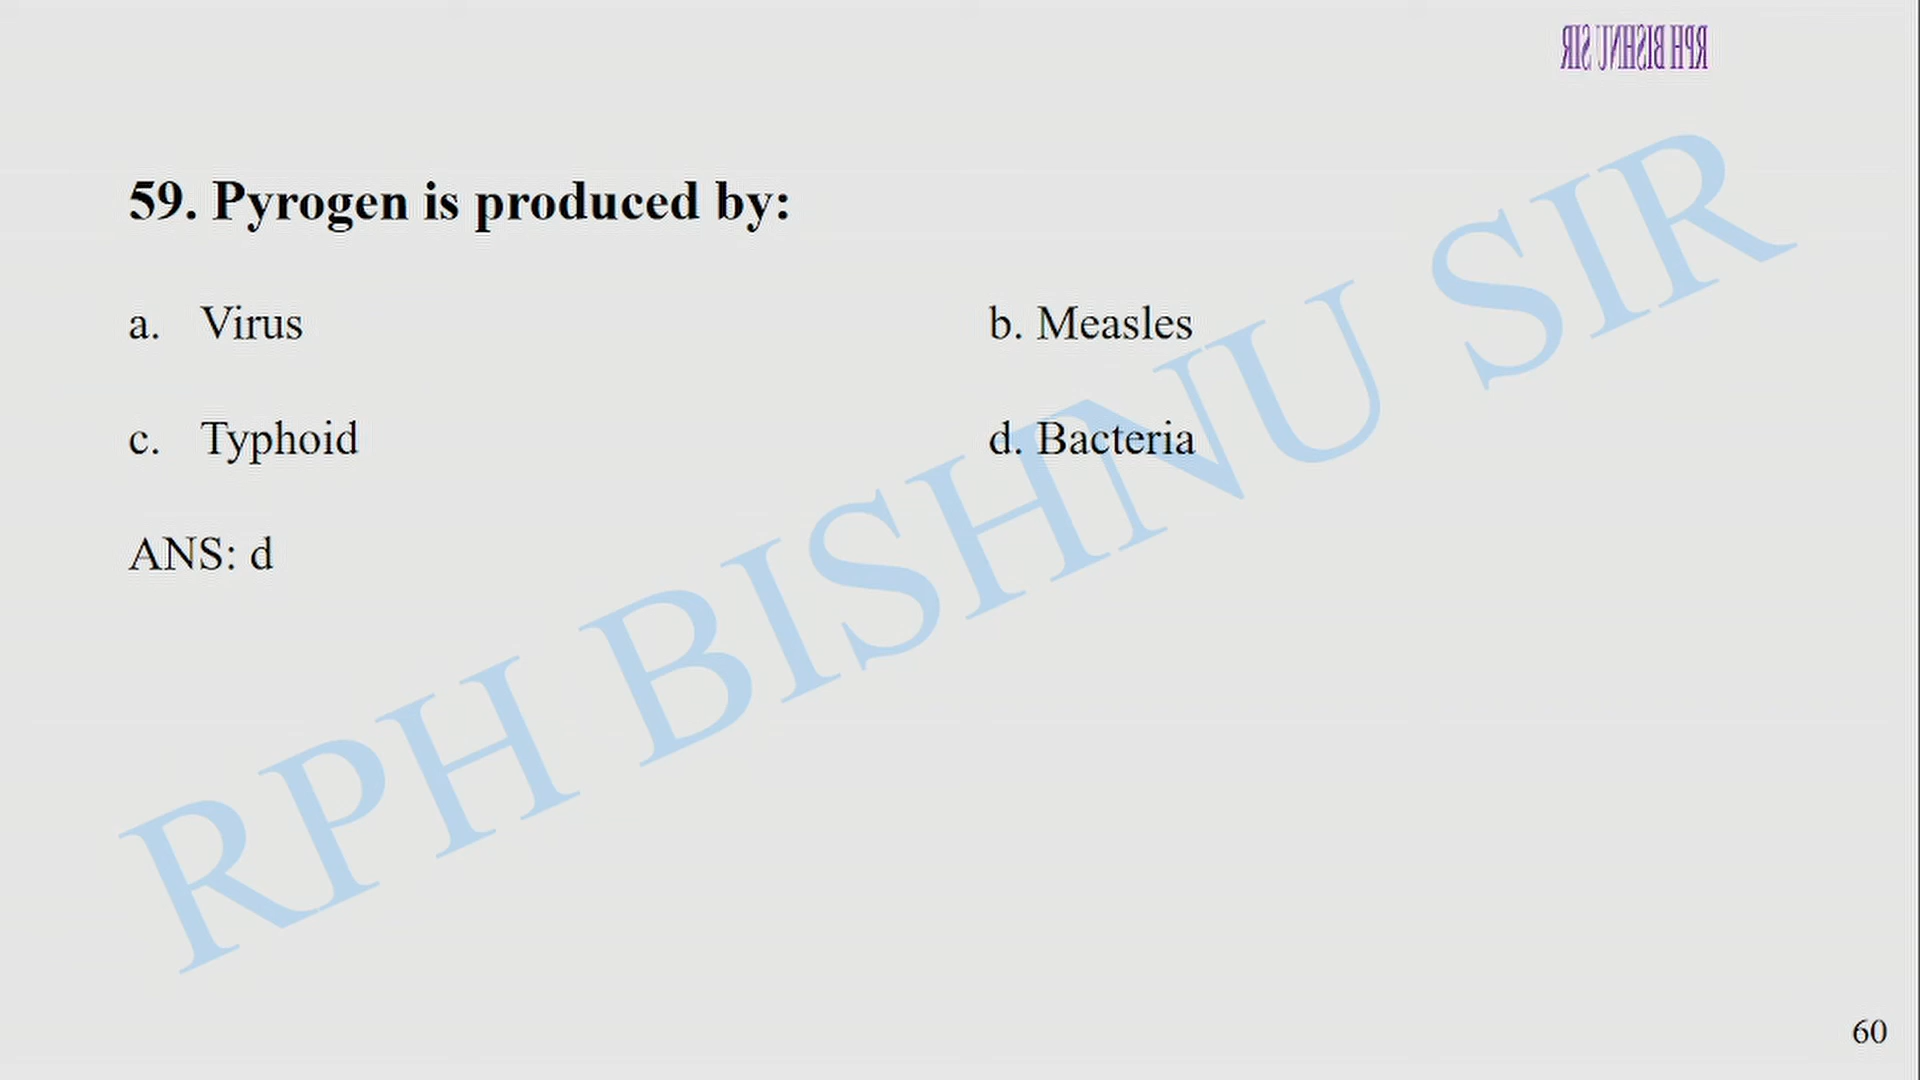 RPH BISHNU SIR
59. Pyrogen is produced by:
a. Virus b. Measles
c. Typhoid d. Bacteria
ANS: d
RPH BISHNU SIR
60